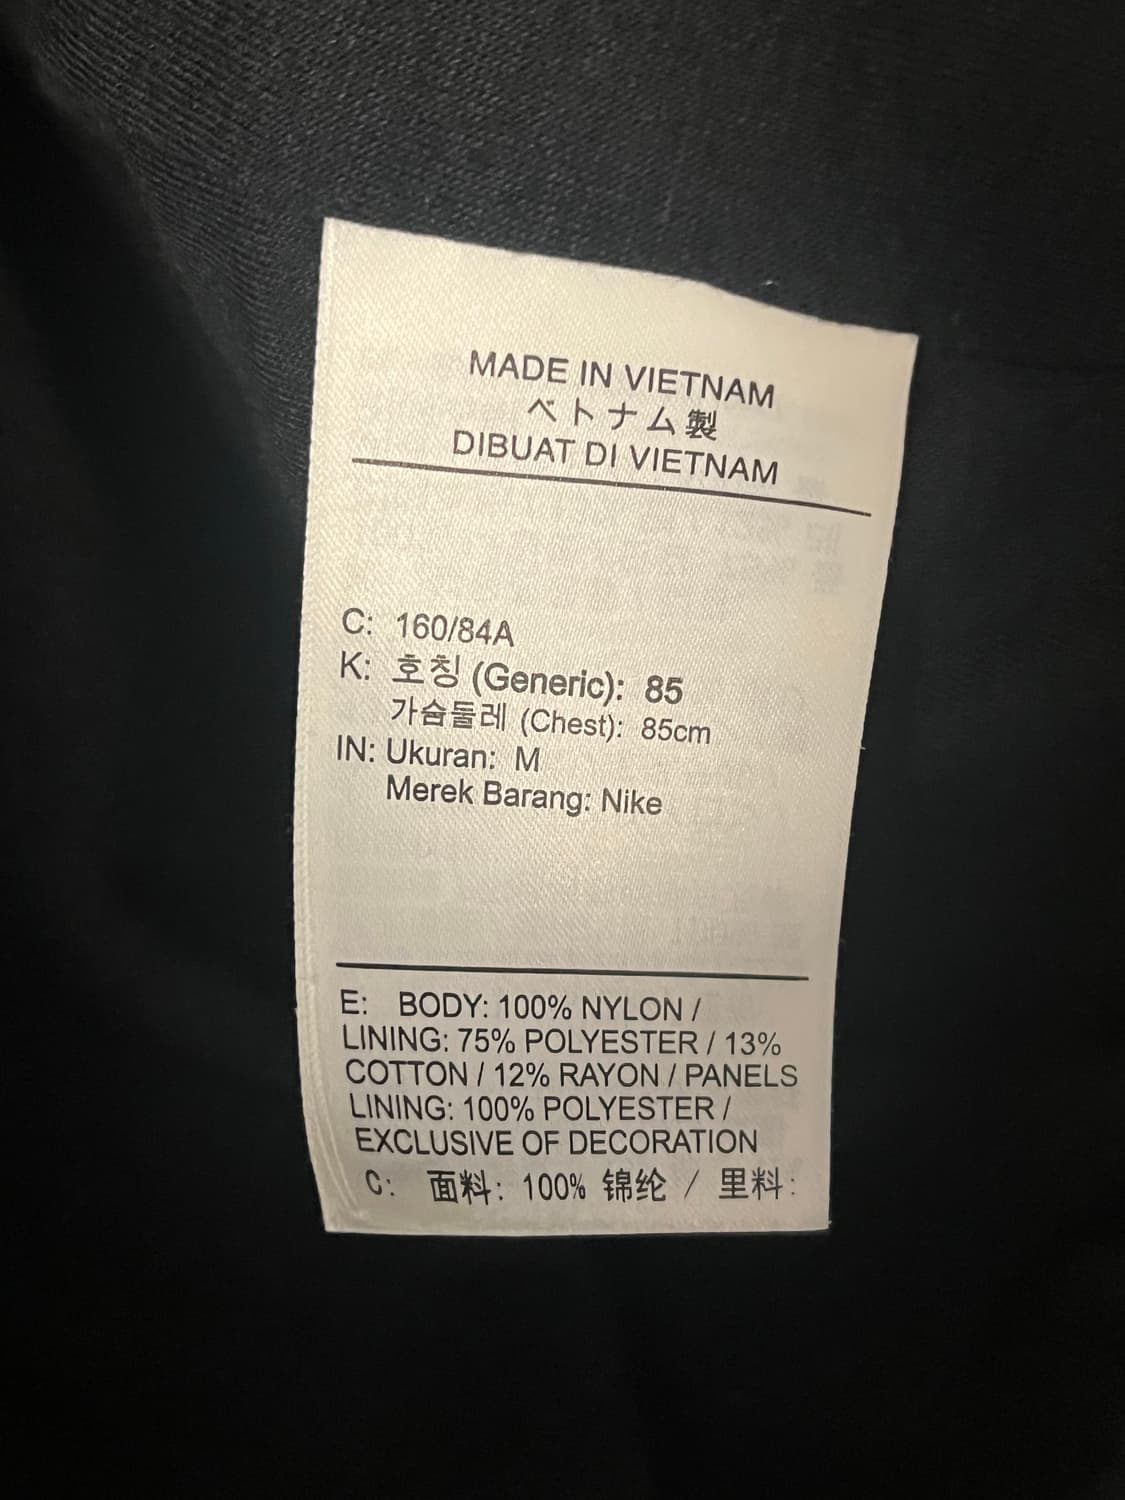 MADE IN VIETNAM
ベトナム製
DIBUAT DI VIETNAM
C: 160/84A
K: 호칭 (Generic): 85
가슴둘레 (Chest): 85cm
IN: Ukuran: M
Merek Barang: Nike
E: BODY: 100% NYLON /
LINING: 75% POLYESTER / 13%
COTTON / 12% RAYON / PANELS
LINING: 100% POLYESTER /
EXCLUSIVE OF DECORATION
C: 面料: 100% 锦纶 / 里料: